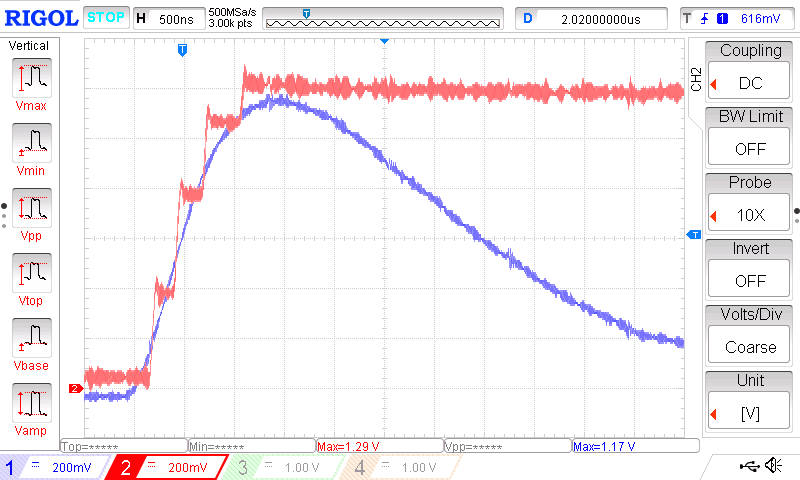 RIGOL STOP H 500ns 500MSa/s 3.00k pts T D 2.02000000us T 1 616mV
Vertical
Vmax
Vmin
Vpp
Vtop
Vbase
Vamp
T
T
2
CH2
Coupling
DC
BW Limit
OFF
Probe
10X
Invert
OFF
Volts/Div
Coarse
Unit
[V]
Top=***** Min=***** Max=1.29 V Vpp=***** Max=1.17 V
1 200mV 2 200mV 3 1.00 V 4 1.00 V